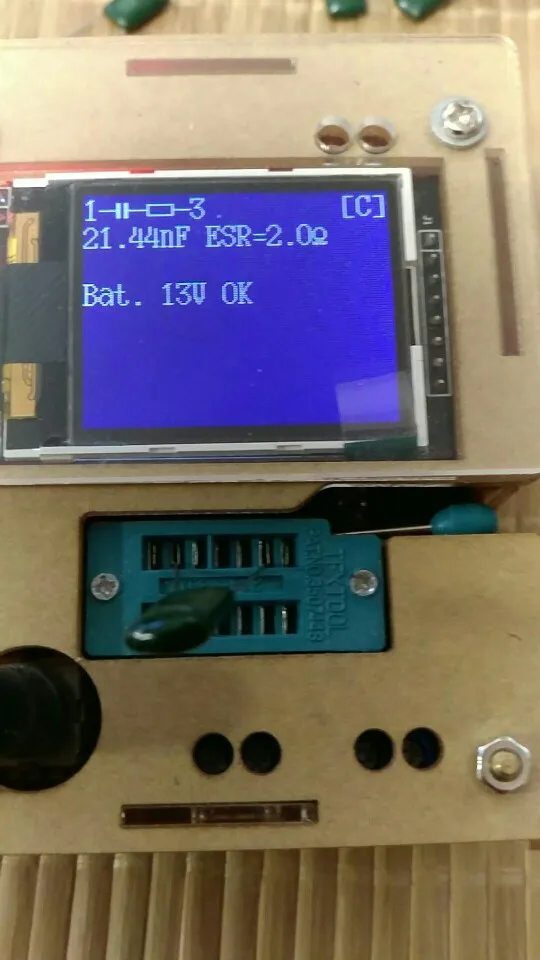 1 3 [C]
21.44nF ESR=2.0Ω
Bat. 13V OK
TEXTOOL